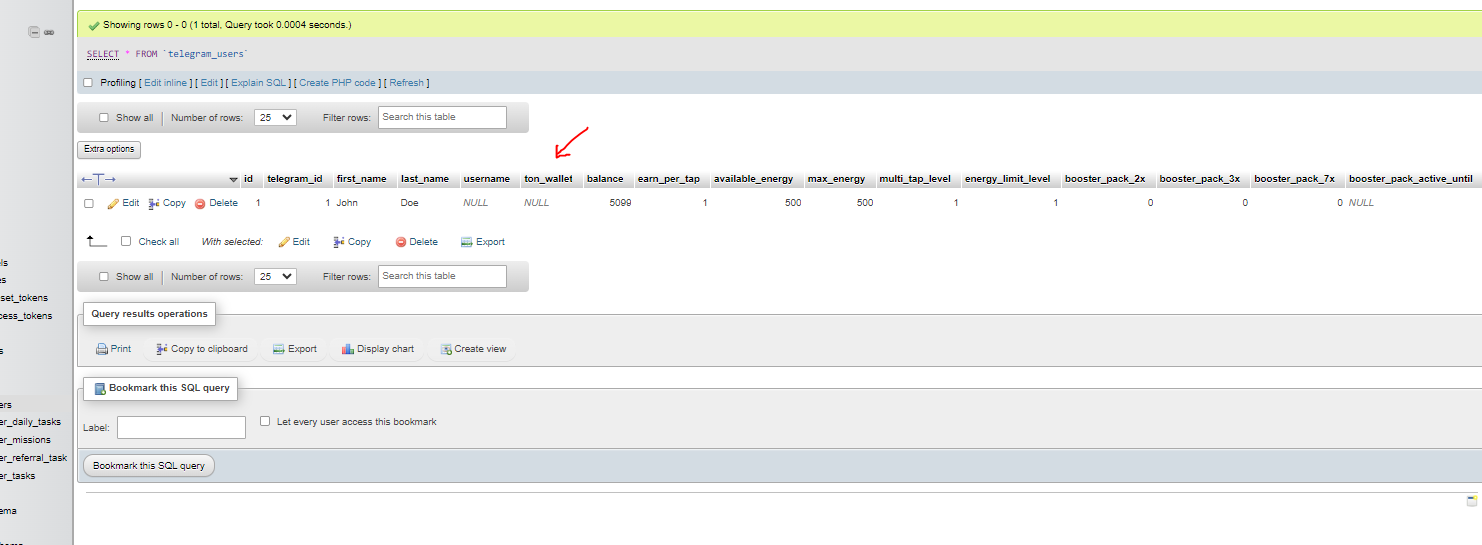 Showing rows 0 - 0 (1 total, Query took 0.0004 seconds.)
SELECT * FROM `telegram_users`
Profiling [ Edit inline ] [ Edit ] [ Explain SQL ] [ Create PHP code ] [ Refresh ]
Show all | Number of rows: 25 Filter rows: Search this table
Extra options
←T→ id telegram_id first_name last_name username ton_wallet balance earn_per_tap available_energy max_energy multi_tap_level energy_limit_level booster_pack_2x booster_pack_3x booster_pack_7x booster_pack_active_until
Edit Copy Delete 1 1 John Doe NULL NULL 5099 1 500 500 1 1 0 0 0 NULL
Check all With selected: Edit Copy Delete Export
Show all | Number of rows: 25 Filter rows: Search this table
Query results operations
Print Copy to clipboard Export Display chart Create view
Bookmark this SQL query
Label: Let every user access this bookmark
Bookmark this SQL query
ls
es
set_tokens
cess_tokens
s
ers
er_daily_tasks
er_missions
er_referral_task
er_tasks
ema